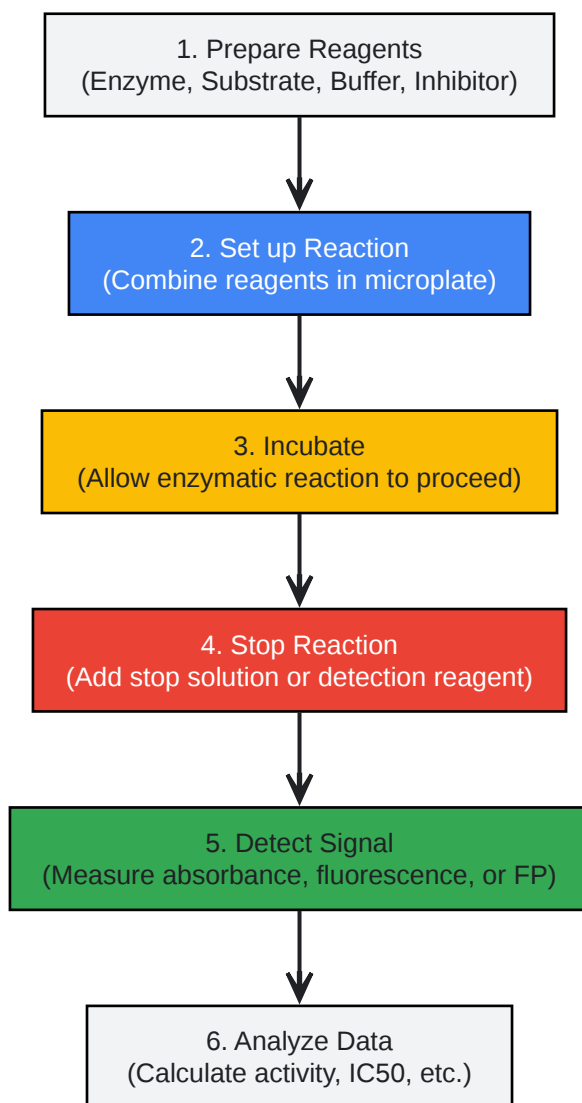 1. Prepare Reagents
(Enzyme, Substrate, Buffer, Inhibitor)
2. Set up Reaction
(Combine reagents in microplate)
3. Incubate
(Allow enzymatic reaction to proceed)
4. Stop Reaction
(Add stop solution or detection reagent)
5. Detect Signal
(Measure absorbance, fluorescence, or FP)
6. Analyze Data
(Calculate activity, IC50, etc.)